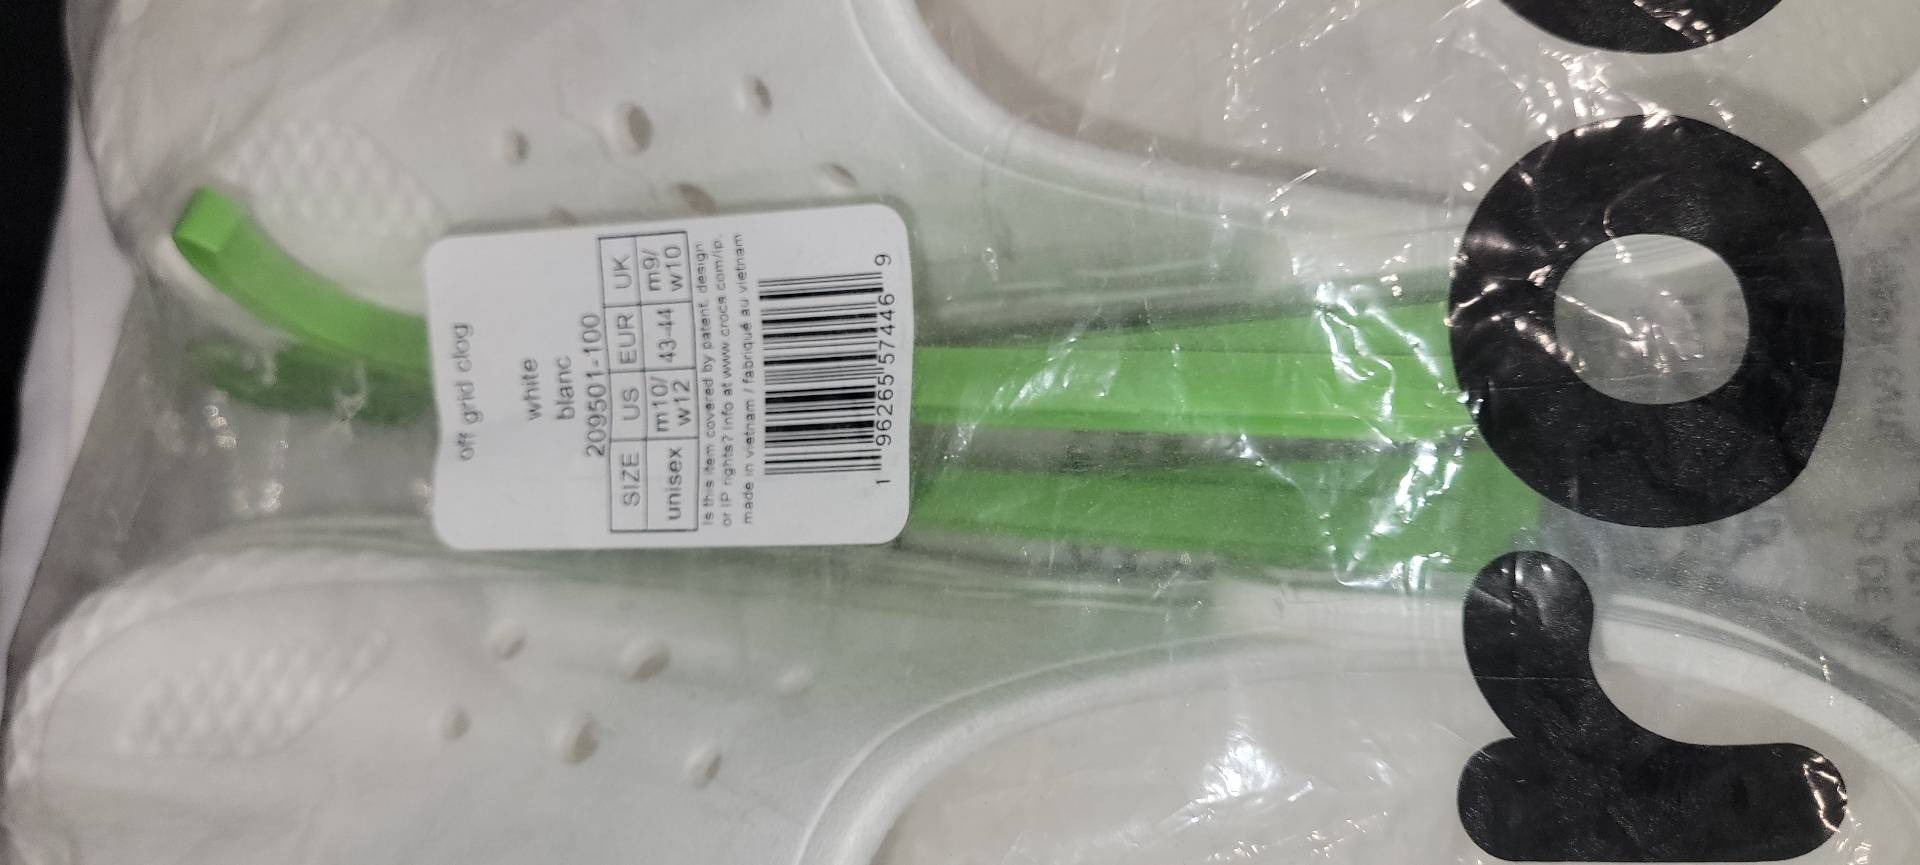 off grid clog
white
blanc
209501-100
SIZE US EUR UK
unisex m10/ w12 43-44 m9/ w10
Is this item covered by patent, design
or IP rights? Info at www.crocs.com/ip.
made in vietnam / fabriqué au vietnam
1 96265 57446 9
cr